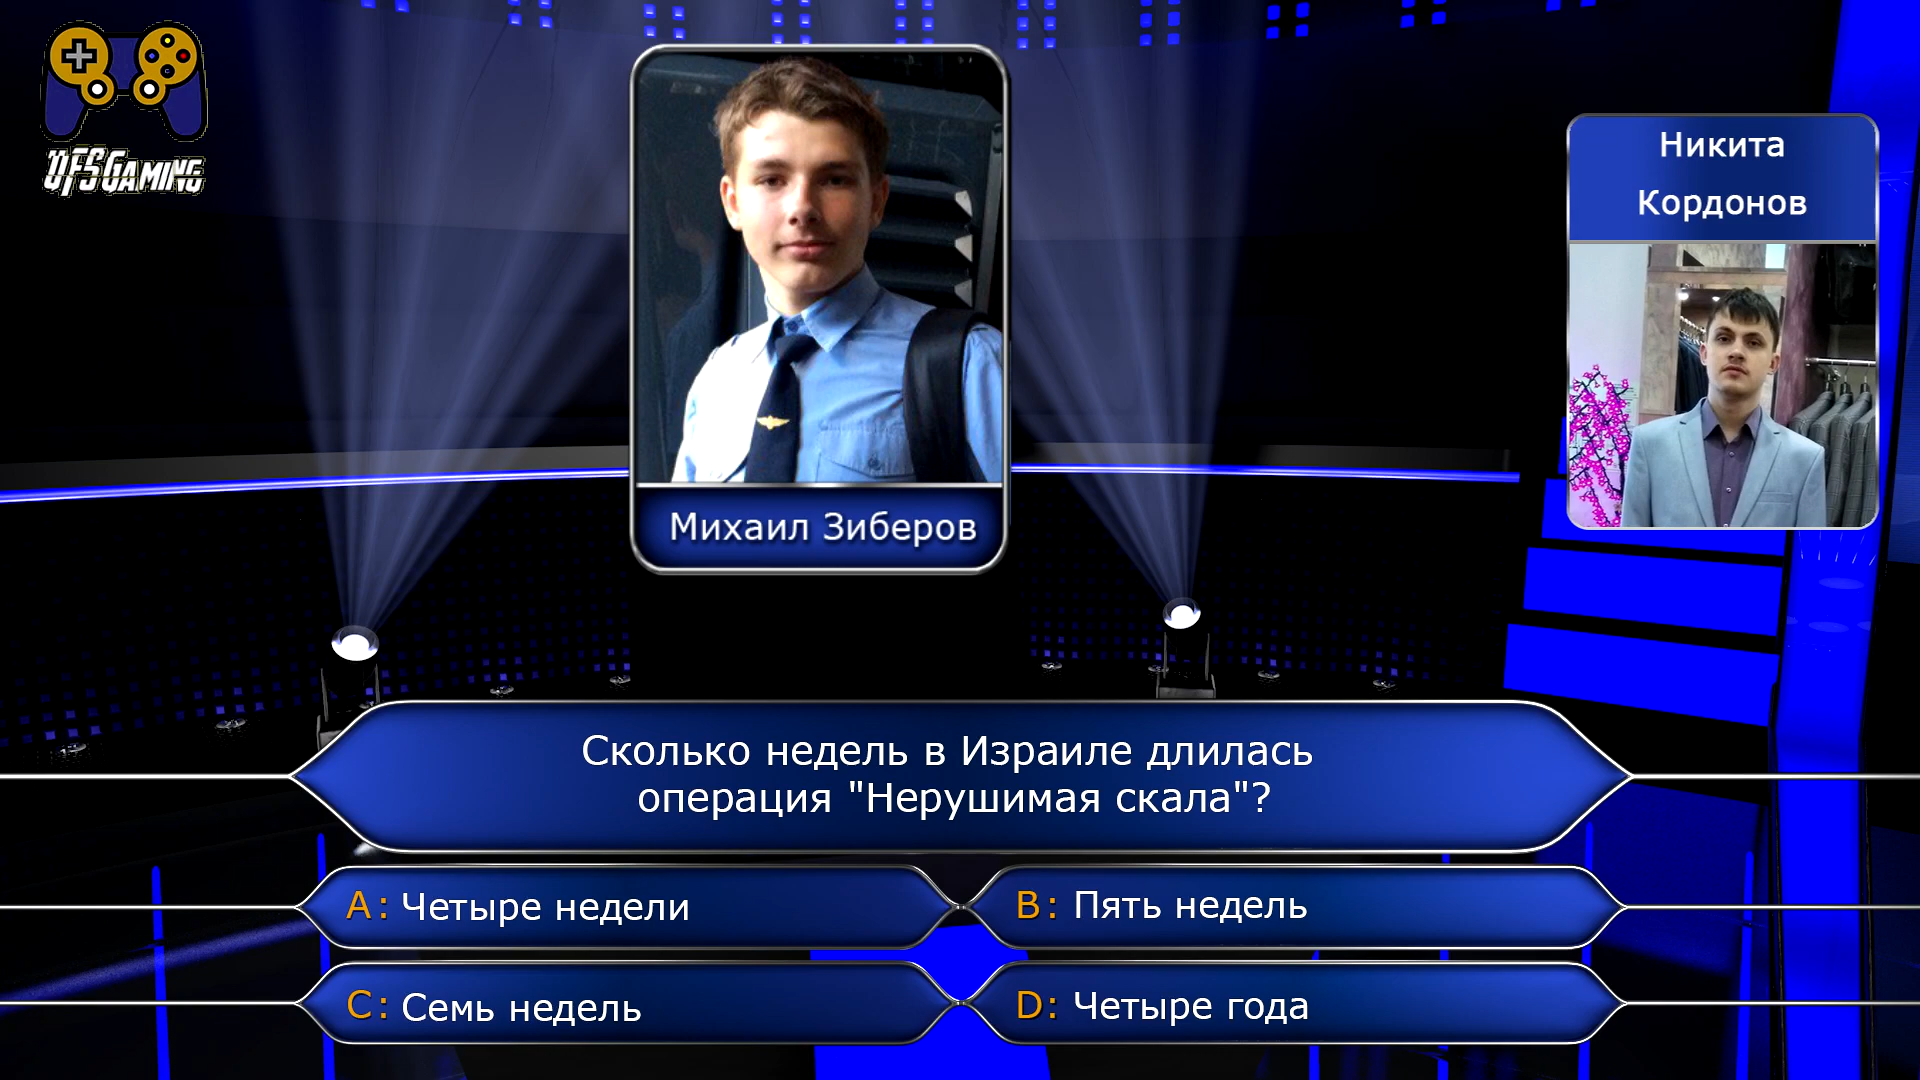 DFSGAMING
Никита
Кордонов
Михаил Зиберов
Сколько недель в Израиле длилась
операция "Нерушимая скала"?
A: Четыре недели
B: Пять недель
C: Семь недель
D: Четыре года